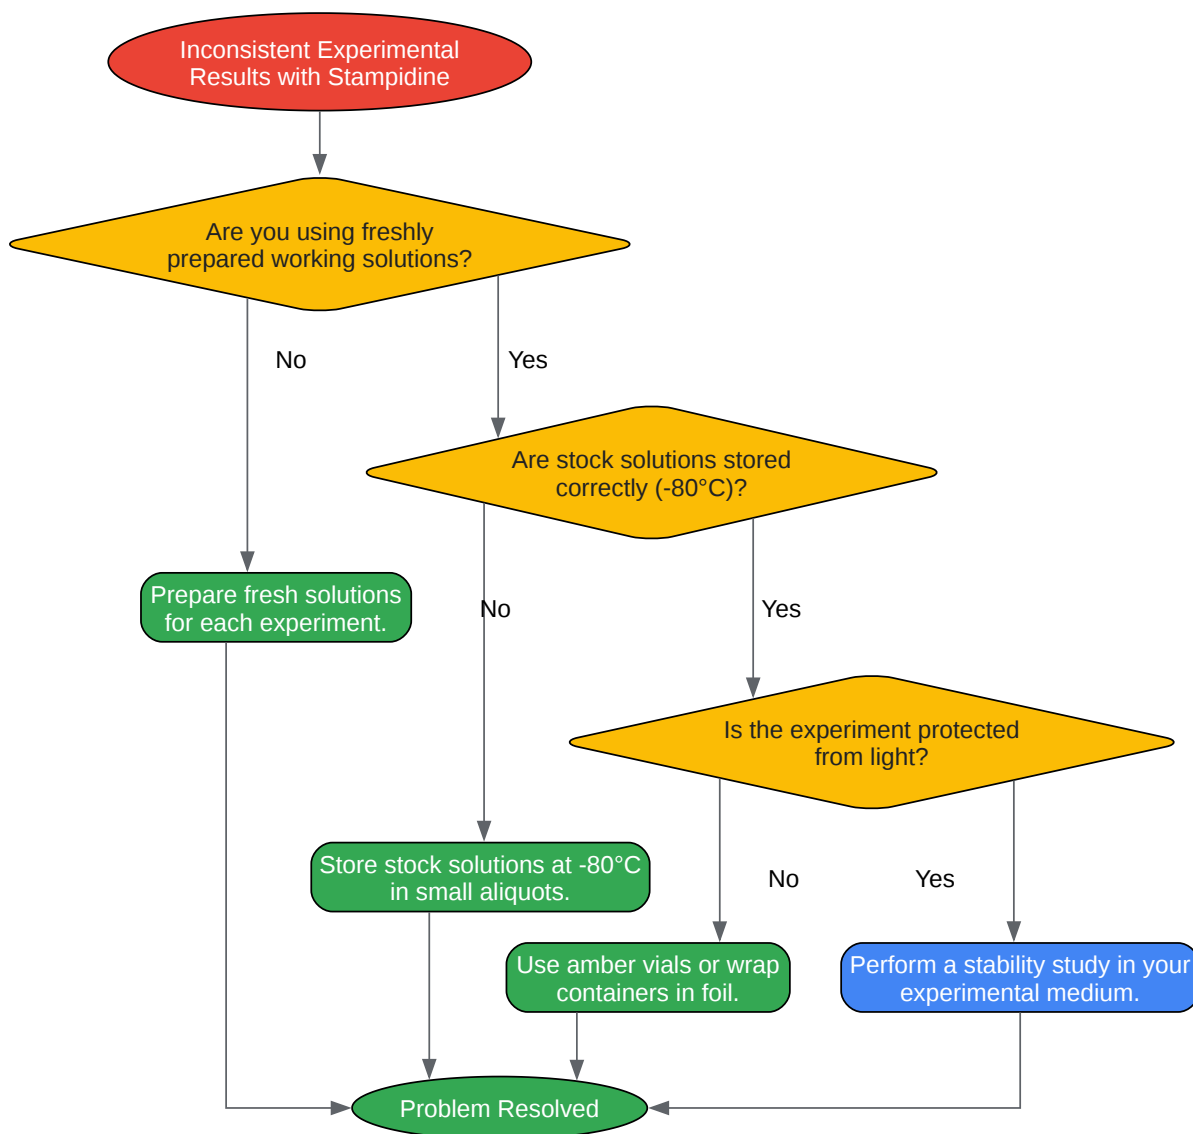 Inconsistent Experimental
Results with Stampidine
Are you using freshly
prepared working solutions?
No
Yes
Are stock solutions stored
correctly (-80°C)?
Prepare fresh solutions
for each experiment.
No
Yes
Is the experiment protected
from light?
Store stock solutions at -80°C
in small aliquots.
No
Yes
Use amber vials or wrap
containers in foil.
Perform a stability study in your
experimental medium.
Problem Resolved